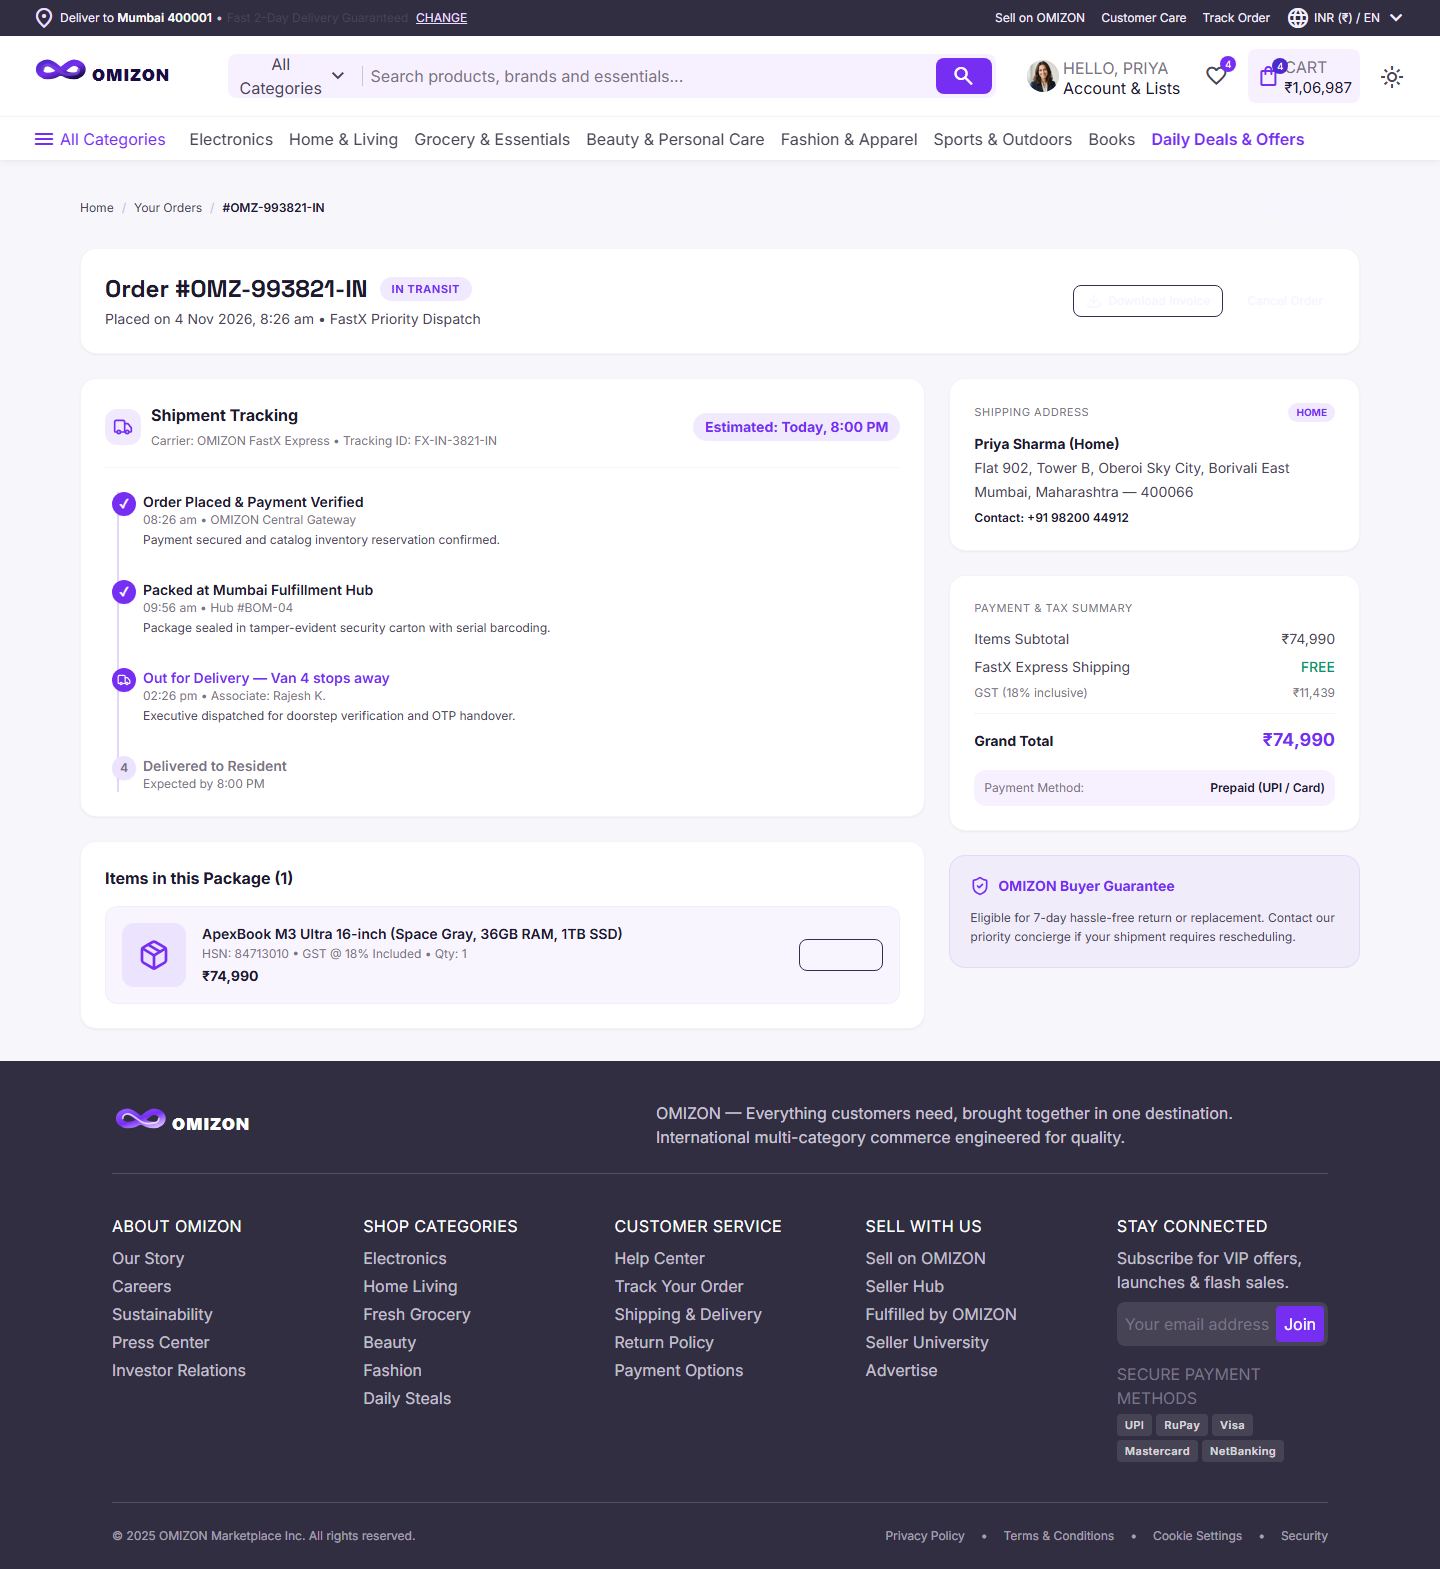 Deliver to Mumbai 400001 • Fast 2-Day Delivery Guaranteed CHANGE
Sell on OMIZON Customer Care Track Order INR (₹) / EN
OMIZON
All Categories
Search products, brands and essentials...
HELLO, PRIYA
Account & Lists
4
4
CART
₹1,06,987
All Categories Electronics Home & Living Grocery & Essentials Beauty & Personal Care Fashion & Apparel Sports & Outdoors Books Daily Deals & Offers
Home / Your Orders / #OMZ-993821-IN
Order #OMZ-993821-IN IN TRANSIT
Placed on 4 Nov 2026, 8:26 am • FastX Priority Dispatch
Download Invoice Cancel Order
Shipment Tracking
Carrier: OMIZON FastX Express • Tracking ID: FX-IN-3821-IN
Estimated: Today, 8:00 PM
Order Placed & Payment Verified
08:26 am • OMIZON Central Gateway
Payment secured and catalog inventory reservation confirmed.
Packed at Mumbai Fulfillment Hub
09:56 am • Hub #BOM-04
Package sealed in tamper-evident security carton with serial barcoding.
Out for Delivery — Van 4 stops away
02:26 pm • Associate: Rajesh K.
Executive dispatched for doorstep verification and OTP handover.
4 Delivered to Resident
Expected by 8:00 PM
Items in this Package (1)
ApexBook M3 Ultra 16-inch (Space Gray, 36GB RAM, 1TB SSD)
HSN: 84713010 • GST @ 18% Included • Qty: 1
₹74,990
SHIPPING ADDRESS HOME
Priya Sharma (Home)
Flat 902, Tower B, Oberoi Sky City, Borivali East
Mumbai, Maharashtra — 400066
Contact: +91 98200 44912
PAYMENT & TAX SUMMARY
Items Subtotal ₹74,990
FastX Express Shipping FREE
GST (18% inclusive) ₹11,439
Grand Total ₹74,990
Payment Method: Prepaid (UPI / Card)
OMIZON Buyer Guarantee
Eligible for 7-day hassle-free return or replacement. Contact our
priority concierge if your shipment requires rescheduling.
OMIZON
OMIZON — Everything customers need, brought together in one destination.
International multi-category commerce engineered for quality.
ABOUT OMIZON
Our Story
Careers
Sustainability
Press Center
Investor Relations
SHOP CATEGORIES
Electronics
Home Living
Fresh Grocery
Beauty
Fashion
Daily Steals
CUSTOMER SERVICE
Help Center
Track Your Order
Shipping & Delivery
Return Policy
Payment Options
SELL WITH US
Sell on OMIZON
Seller Hub
Fulfilled by OMIZON
Seller University
Advertise
STAY CONNECTED
Subscribe for VIP offers,
launches & flash sales.
Your email address Join
SECURE PAYMENT
METHODS
UPI RuPay Visa
Mastercard NetBanking
© 2025 OMIZON Marketplace Inc. All rights reserved.
Privacy Policy • Terms & Conditions • Cookie Settings • Security